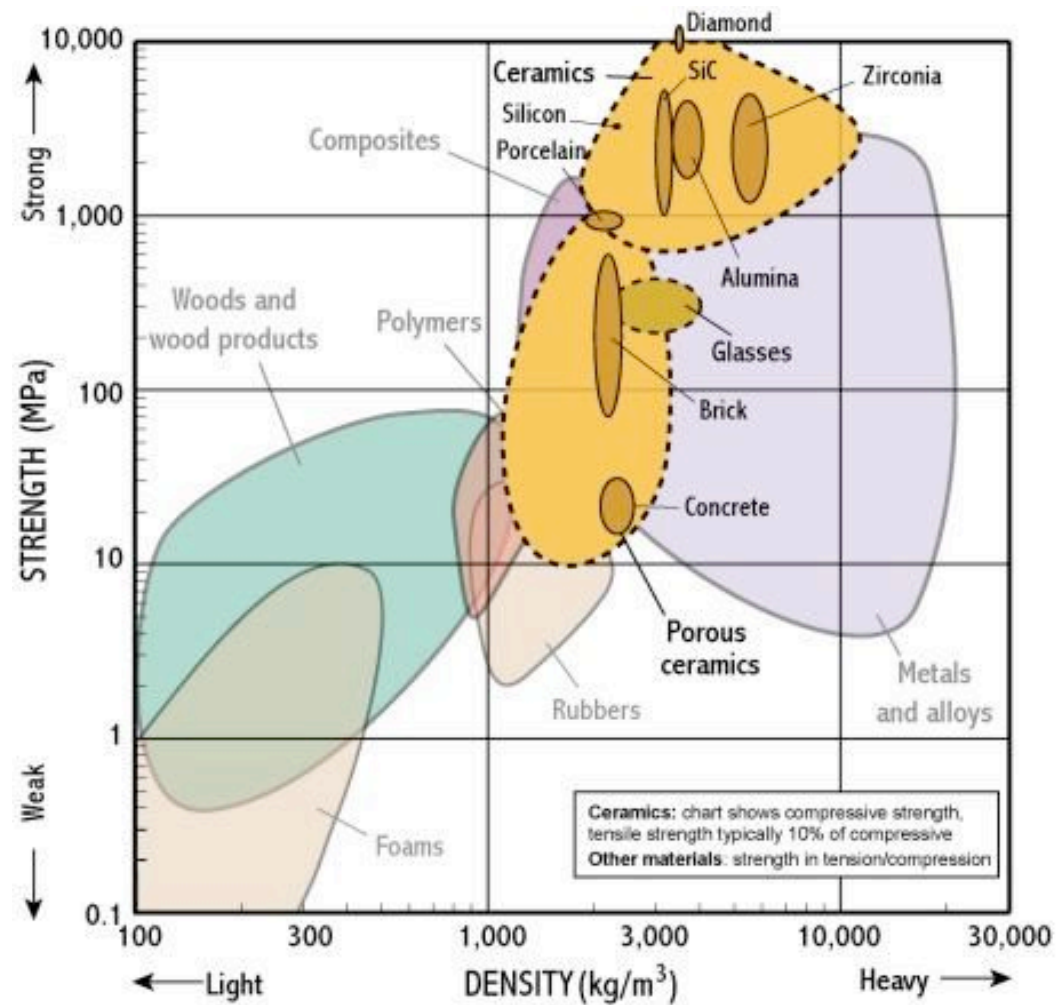 Diamond
10,000
Ceramics
SiC
Zirconia
Silicon
Composites
Porcelain
Strong
1,000
Alumina
Woods and
wood products
Polymers
Glasses
STRENGTH (MPa)
100
Brick
Concrete
10
Porous
ceramics
Rubbers
Metals
and alloys
1
Weak
Foams
Ceramics: chart shows compressive strength,
tensile strength typically 10% of compressive
Other materials: strength in tension/compression
0.1
100
300
1,000
3,000
10,000
30,000
Light
DENSITY (kg/m³)
Heavy